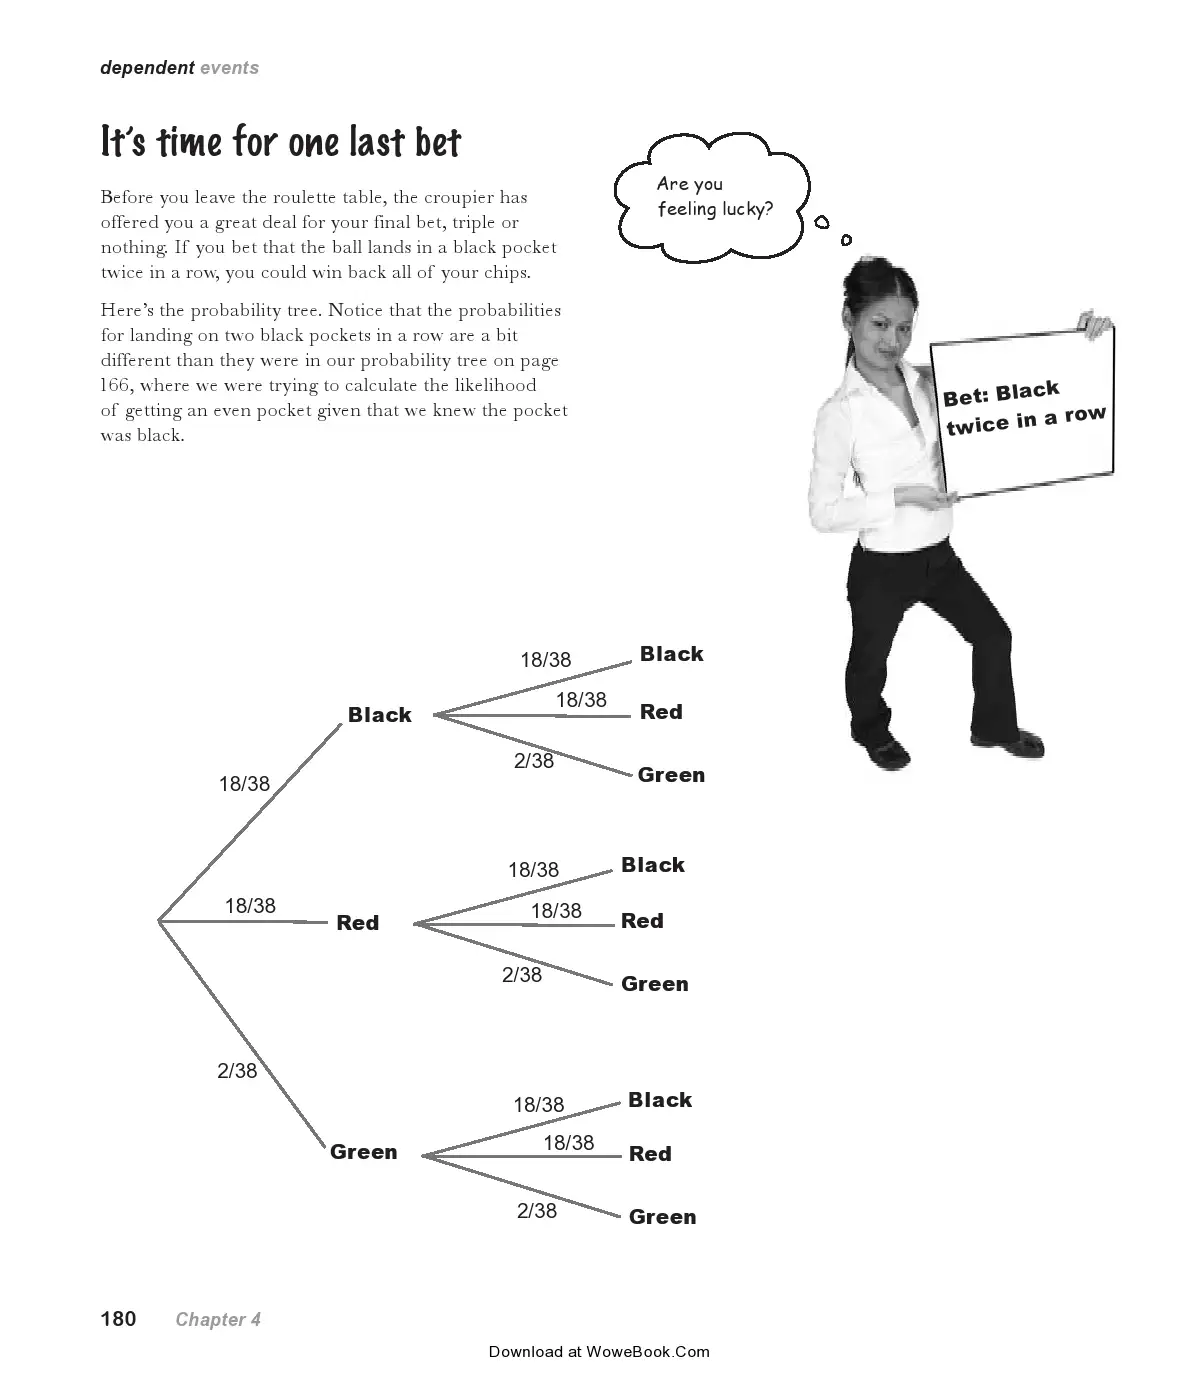 dependent events
It's time for one last bet
Before you leave the roulette table, the croupier has
offered you a great deal for your final bet, triple or
nothing. If you bet that the ball lands in a black pocket
twice in a row, you could win back all of your chips.
Here's the probability tree. Notice that the probabilities
for landing on two black pockets in a row are a bit
different than they were in our probability tree on page
166, where we were trying to calculate the likelihood
of getting an even pocket given that we knew the pocket
was black.
Are you
feeling lucky?
Bet: Black
twice in a row
18/38
Black
18/38
Black
18/38
Red
2/38
Green
18/38
Red
18/38
Black
18/38
Red
2/38
Green
2/38
Green
18/38
Black
18/38
Red
2/38
Green
180 Chapter 4
Download at WoweBook.Com